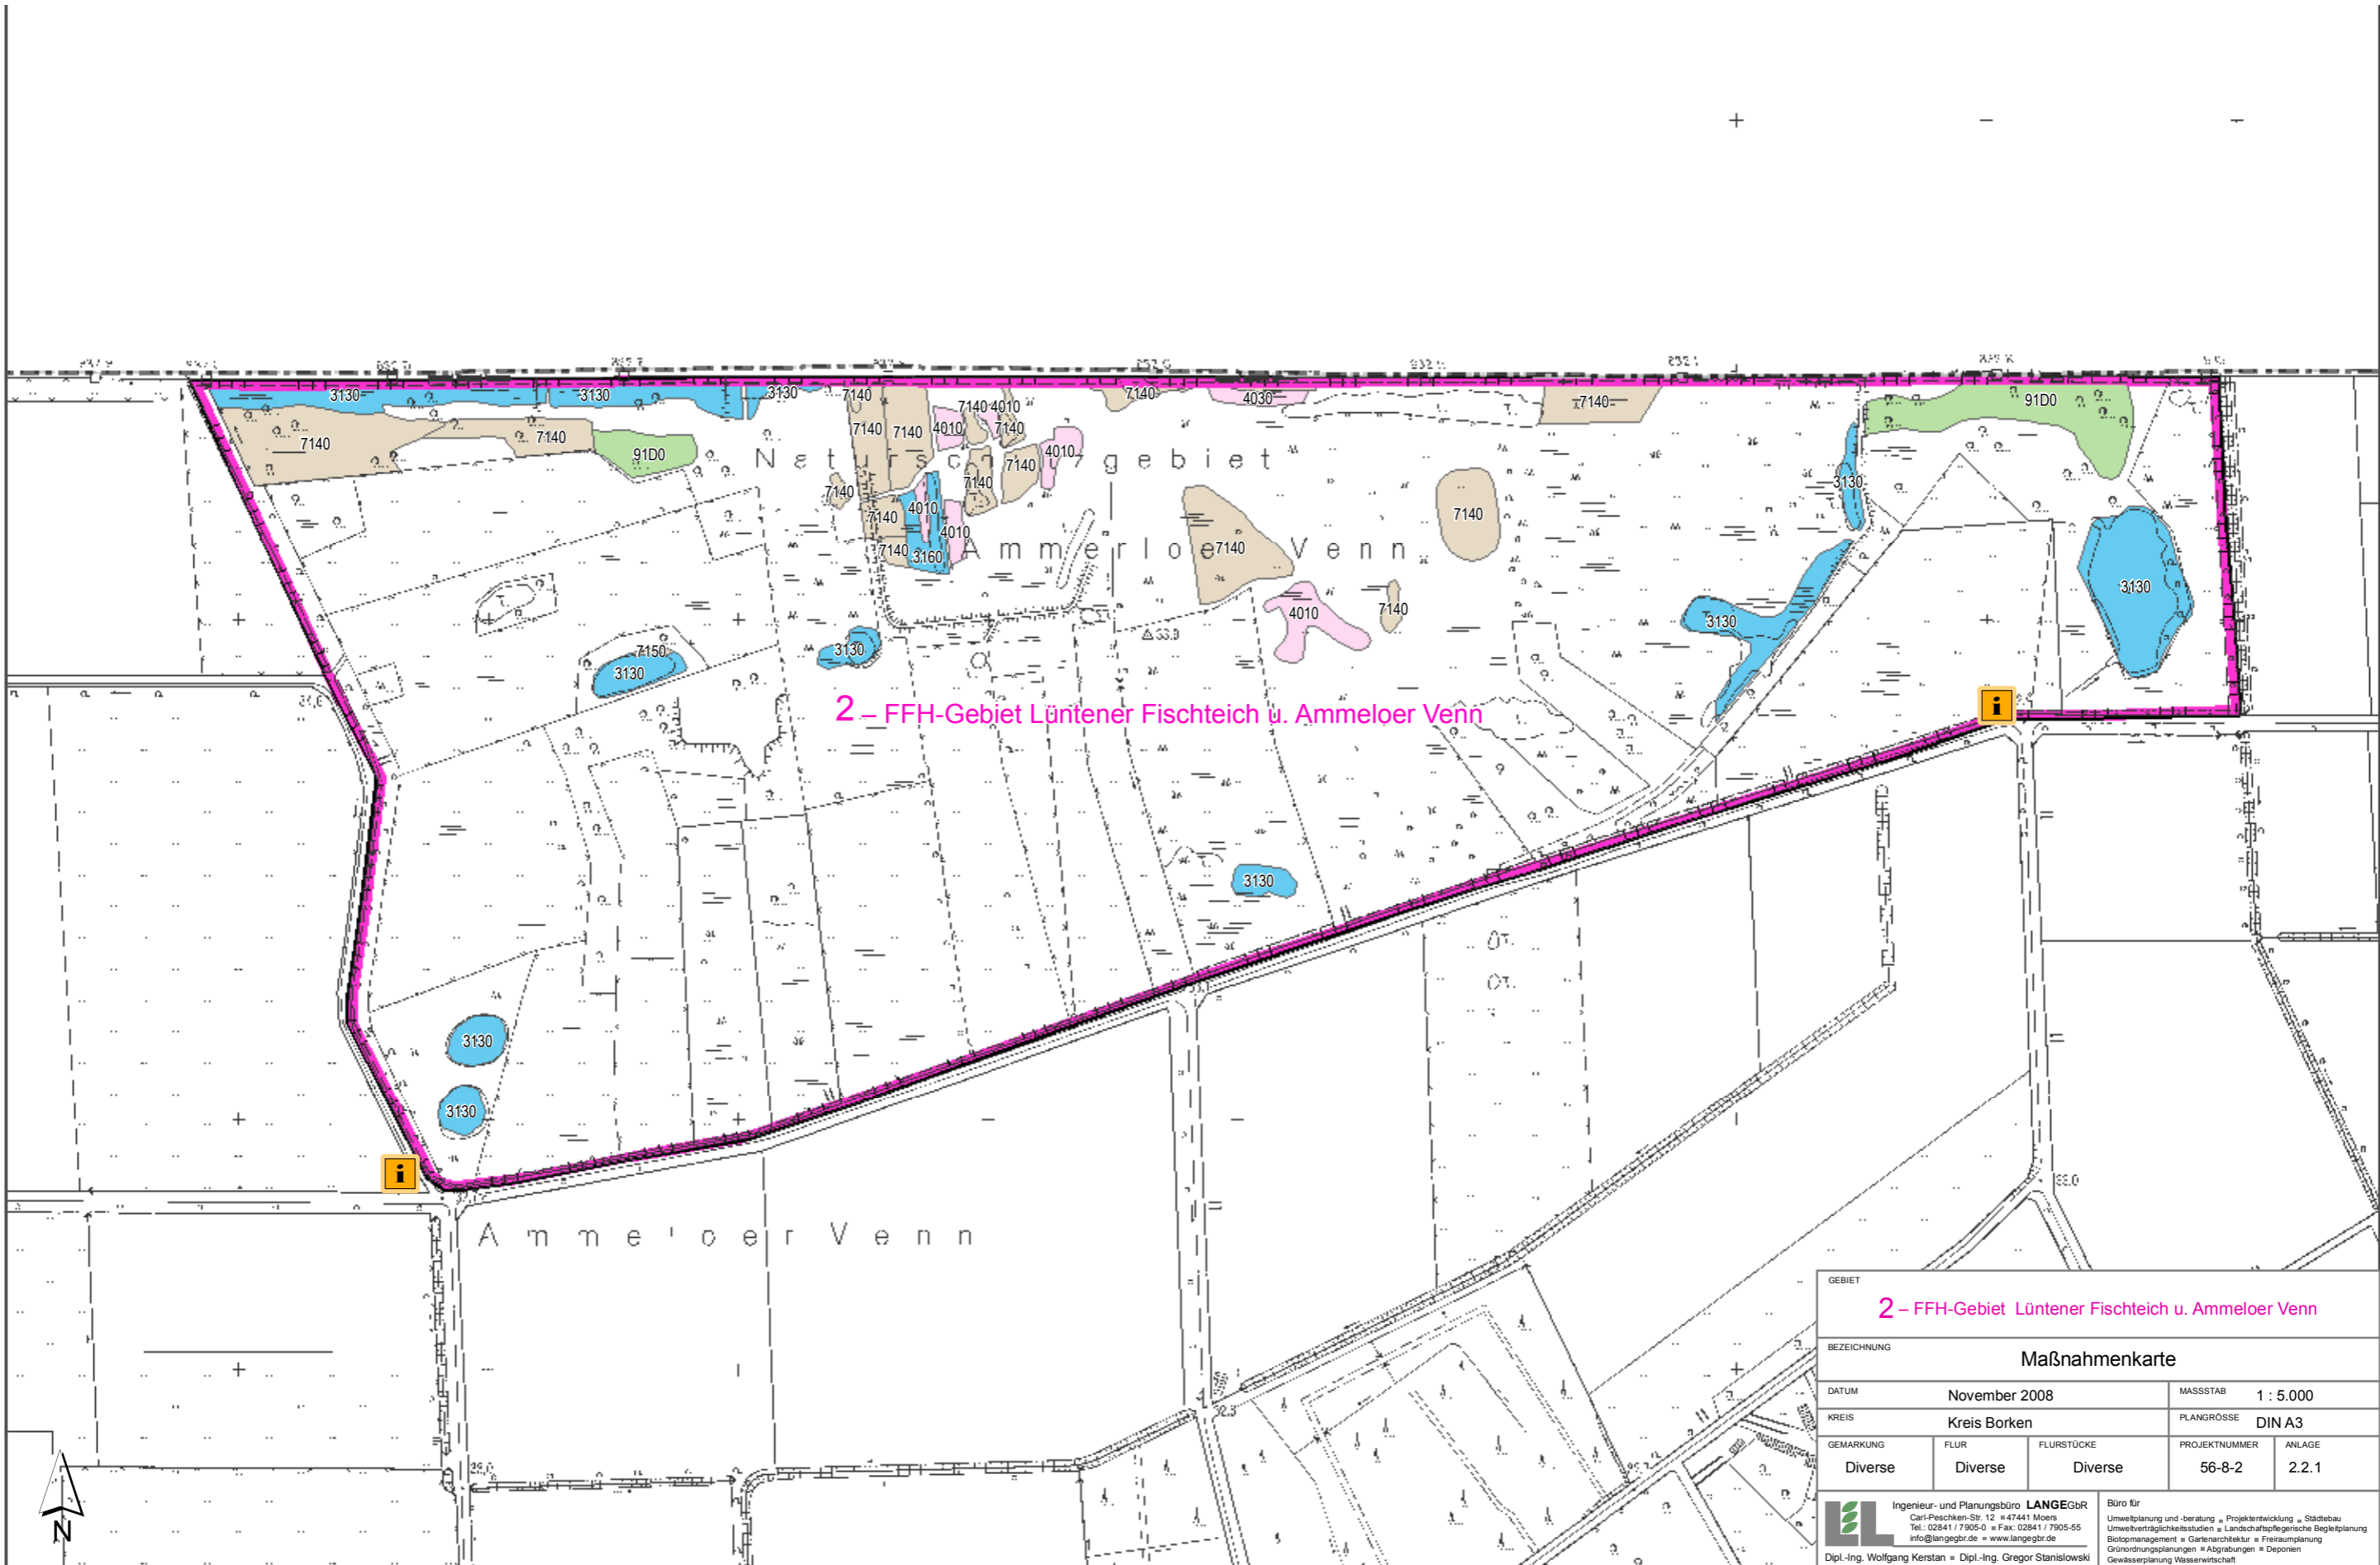 3130
3130
3130
7140
7140
4030
7140
91D0
7140
7140
91D0
7140
7140
4010
7140
4010
7140
7140
7140
4010
7140
7140
4010
4010
7140
3160
7140
7140
3130
3130
Naturschutzgebiet
Ammerloer Venn
4010
7140
3130
7150
3130
3130
33.9
2 – FFH-Gebiet Lüntener Fischteich u. Ammeloer Venn
i
3130
3130
3130
i
Ammeloer Venn
33.0
N
GEBIET
2 – FFH-Gebiet Lüntener Fischteich u. Ammeloer Venn
BEZEICHNUNG
Maßnahmenkarte
DATUM November 2008 MASSSTAB 1 : 5.000
KREIS Kreis Borken PLANGRÖSSE DIN A3
GEMARKUNG FLUR FLURSTÜCKE PROJEKTNUMMER ANLAGE
Diverse Diverse Diverse 56-8-2 2.2.1
Ingenieur- und Planungsbüro LANGEGbR
Carl-Peschken-Str. 12 ▪ 47441 Moers
Tel.: 02841 / 7905-0 ▪ Fax: 02841 / 7905-55
info@langegbr.de ▪ www.langegbr.de
Dipl.-Ing. Wolfgang Kerstan ▪ Dipl.-Ing. Gregor Stanislowski
Büro für
Umweltplanung und -beratung ▪ Projektentwicklung ▪ Städtebau
Umweltverträglichkeitsstudien ▪ Landschaftspflegerische Begleitplanung
Biotopmanagement ▪ Gartenarchitektur ▪ Freiraumplanung
Grünordnungsplanungen ▪ Abgrabungen ▪ Deponien
Gewässerplanung Wasserwirtschaft